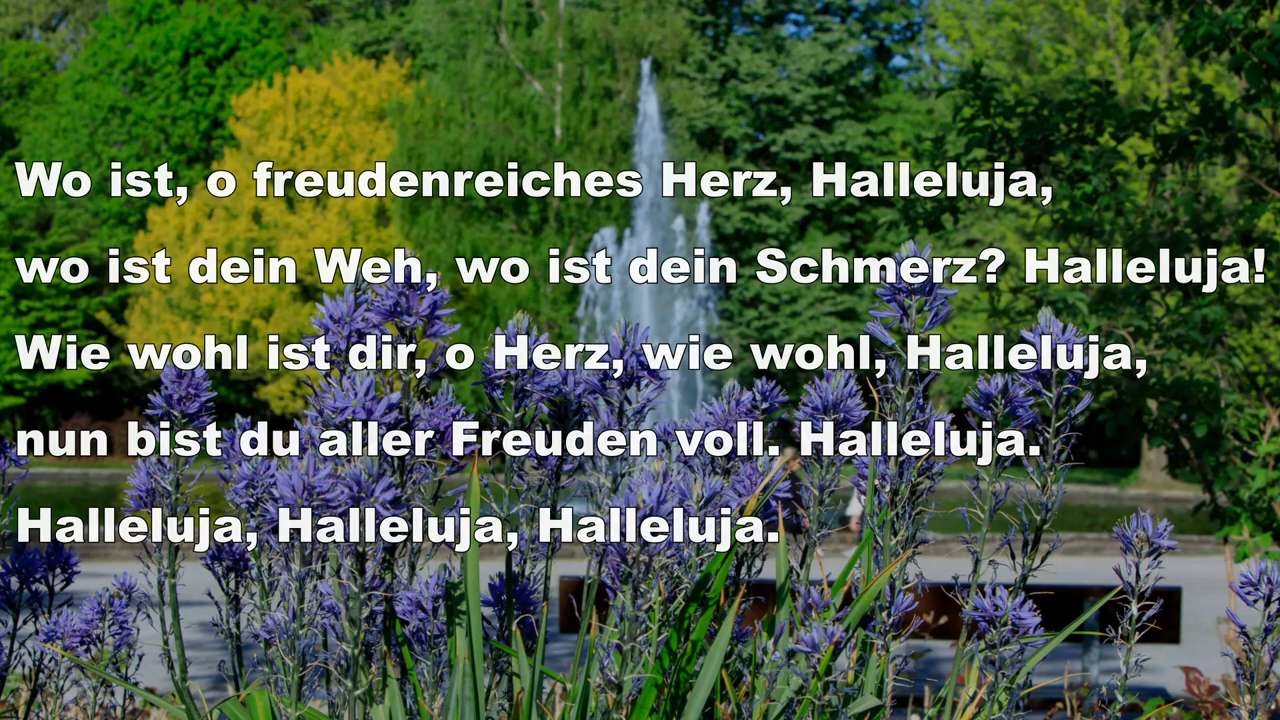 Wo ist, o freudenreiches Herz, Halleluja,
wo ist dein Weh, wo ist dein Schmerz? Halleluja!
Wie wohl ist dir, o Herz, wie wohl, Halleluja,
nun bist du aller Freuden voll. Halleluja.
Halleluja, Halleluja, Halleluja.